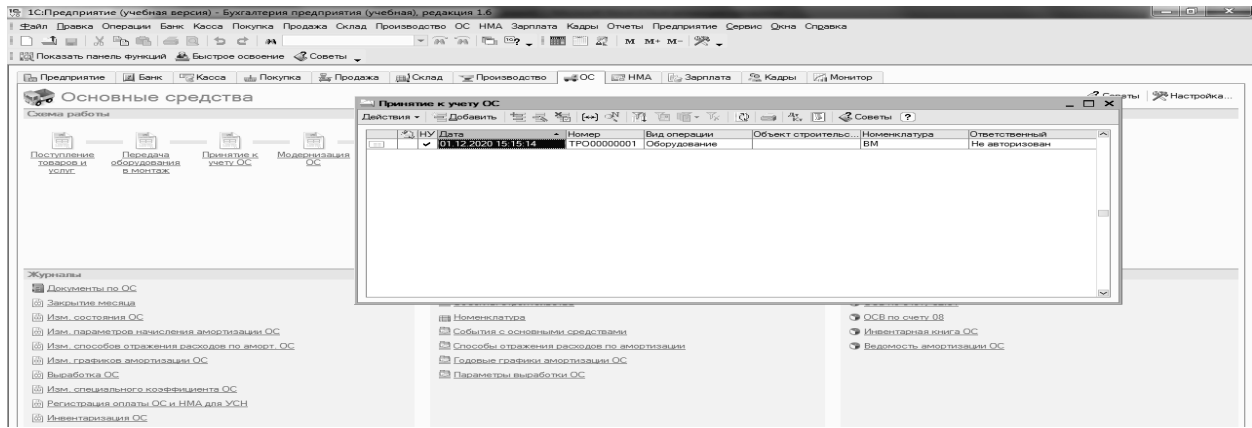 1С:Предприятие (учебная версия) - Бухгалтерия предприятия (учебная), редакция 1.6
Файл Правка Операции Банк Касса Покупка Продажа Склад Производство ОС НМА Зарплата Кадры Отчеты Предприятие Сервис Окна Справка
M M+ M-
Показать панель функций Быстрое освоение Советы
Предприятие Банк Касса Покупка Продажа Склад Производство ОС НМА Зарплата Кадры Монитор
Основные средства
Настройка...
Схема работы
Поступление товаров и услуг
Передача оборудования в монтаж
Принятие к учету ОС
Модернизация ОС
Принятие к учету ОС
Действия Добавить Советы ?
НУ Дата Номер Вид операции Объект строительс... Номенклатура Ответственный
01.12.2020 15:15:14 ТРО00000001 Оборудование ВМ Не авторизован
Журналы
Документы по ОС
Закрытие месяца
Изм. состояния ОС
Изм. параметров начисления амортизации ОС
Изм. способов отражения расходов по аморт. ОС
Изм. графиков амортизации ОС
Выработка ОС
Изм. специального коэффициента ОС
Регистрация оплаты ОС и НМА для УСН
Инвентаризация ОС
Номенклатура
События с основными средствами
Способы отражения расходов по амортизации
Годовые графики амортизации ОС
Параметры выработки ОС
ОСВ по счету 08
Инвентарная книга ОС
Ведомость амортизации ОС